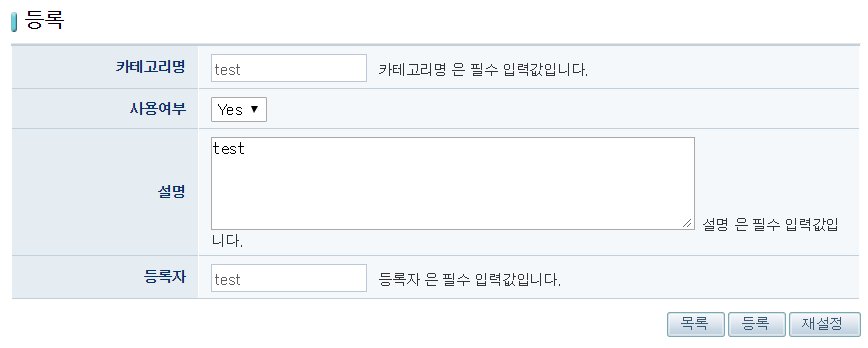 등록
카테고리명 test 카테고리명 은 필수 입력값입니다.
사용여부 Yes
test
설명 설명 은 필수 입력값입
니다.
등록자 test 등록자 은 필수 입력값입니다.
목록 등록 재설정